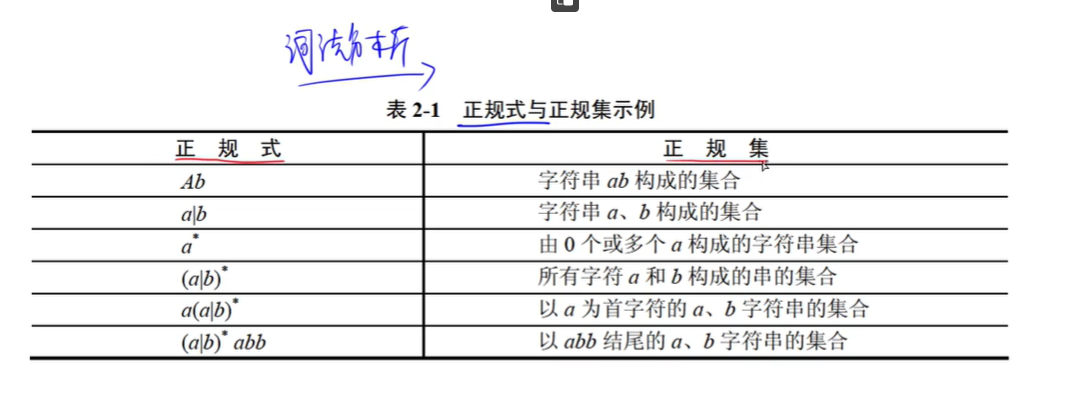 词法分析
表 2-1 正规式与正规集示例
正 规 式 正 规 集
Ab 字符串 ab 构成的集合
a|b 字符串 a、b 构成的集合
a* 由 0 个或多个 a 构成的字符串集合
(a|b)* 所有字符 a 和 b 构成的串的集合
a(a|b)* 以 a 为首字符的 a、b 字符串的集合
(a|b)* abb 以 abb 结尾的 a、b 字符串的集合